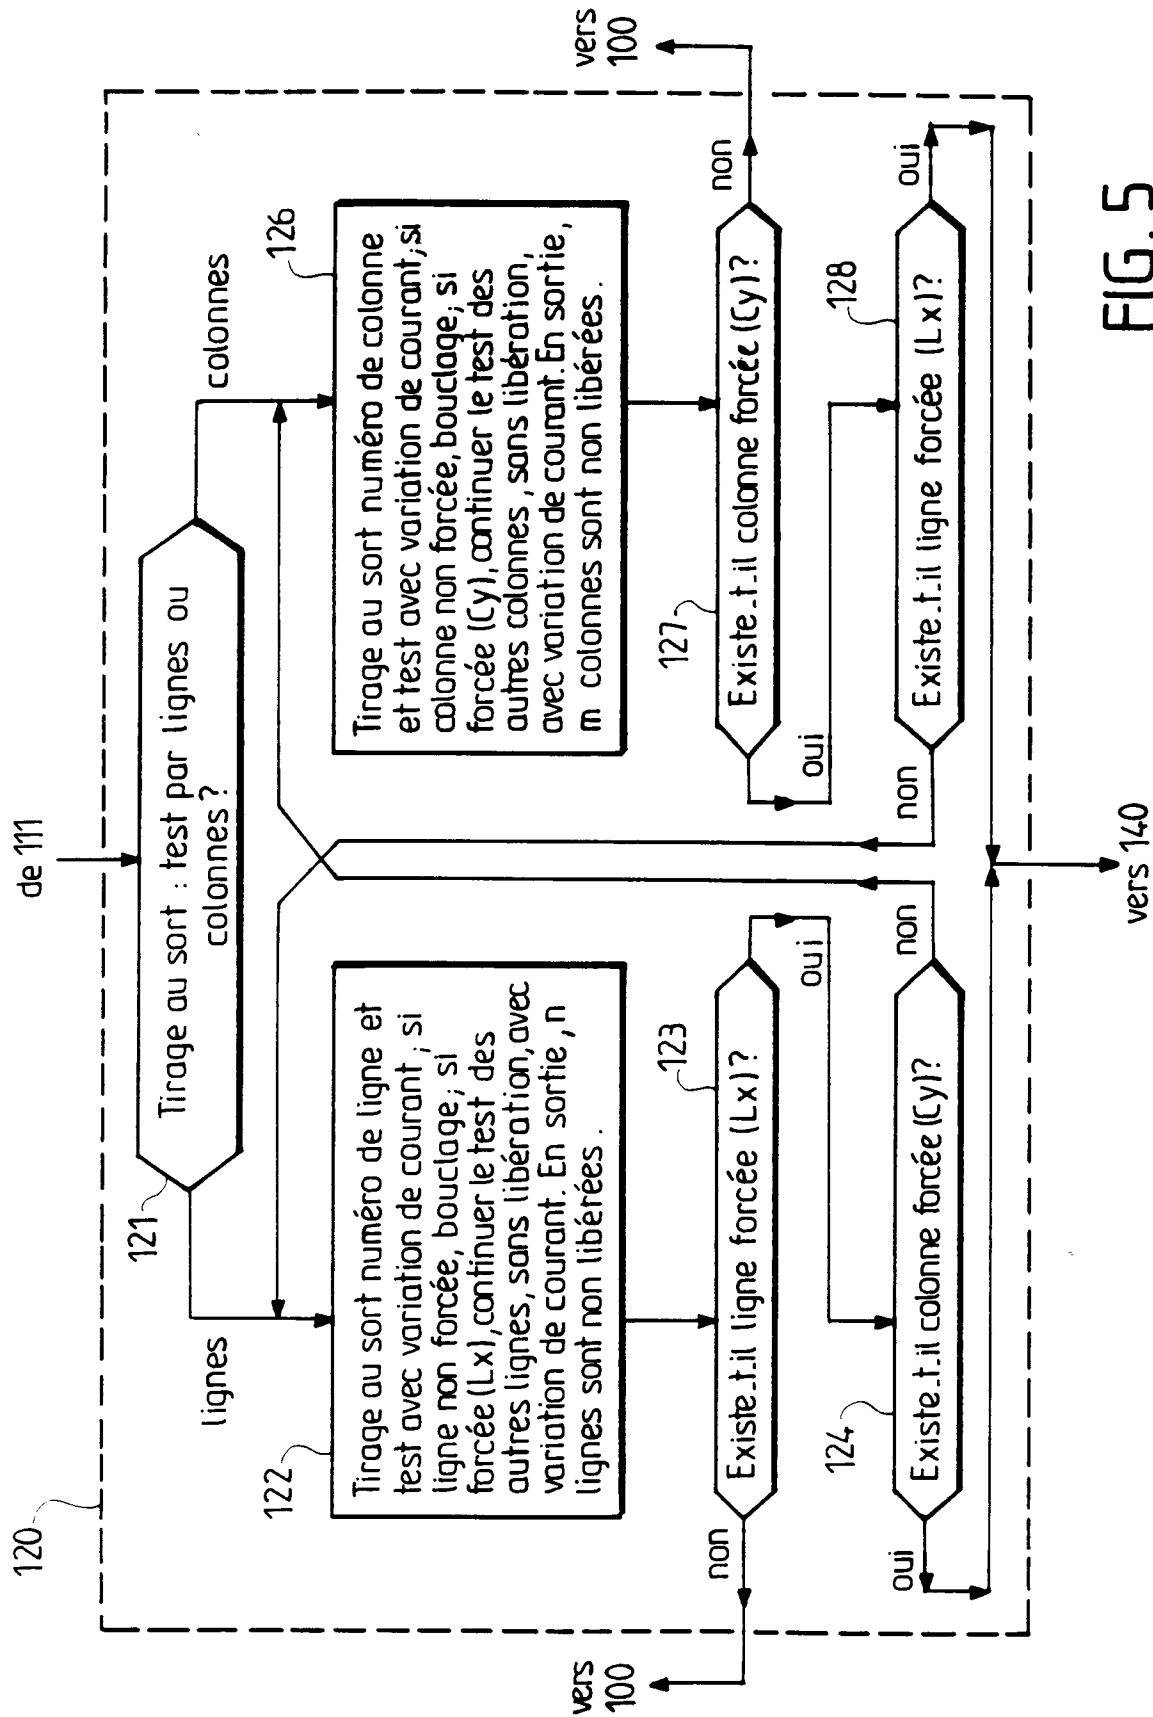 de 111
120
121
Tirage au sort : test par lignes ou
colonnes ?
lignes
colonnes
122
Tirage au sort numéro de ligne et
test avec variation de courant ; si
ligne non forcée, bouclage ; si
forcée (Lx), continuer le test des
autres lignes, sans libération, avec
variation de courant. En sortie, n
lignes sont non libérées.
126
Tirage au sort numéro de colonne
et test avec variation de courant; si
colonne non forcée, bouclage; si
forcée (Cy), continuer le test des
autres colonnes, sans libération,
avec variation de courant. En sortie,
m colonnes sont non libérées.
123
Existe.t.il ligne forcée (Lx)?
non
oui
vers
100
127
Existe.t.il colonne forcée (Cy)?
oui
non
vers
100
124
Existe.t.il colonne forcée (Cy)?
oui
non
128
Existe.t.il ligne forcée (Lx)?
non
oui
vers 140
FIG. 5